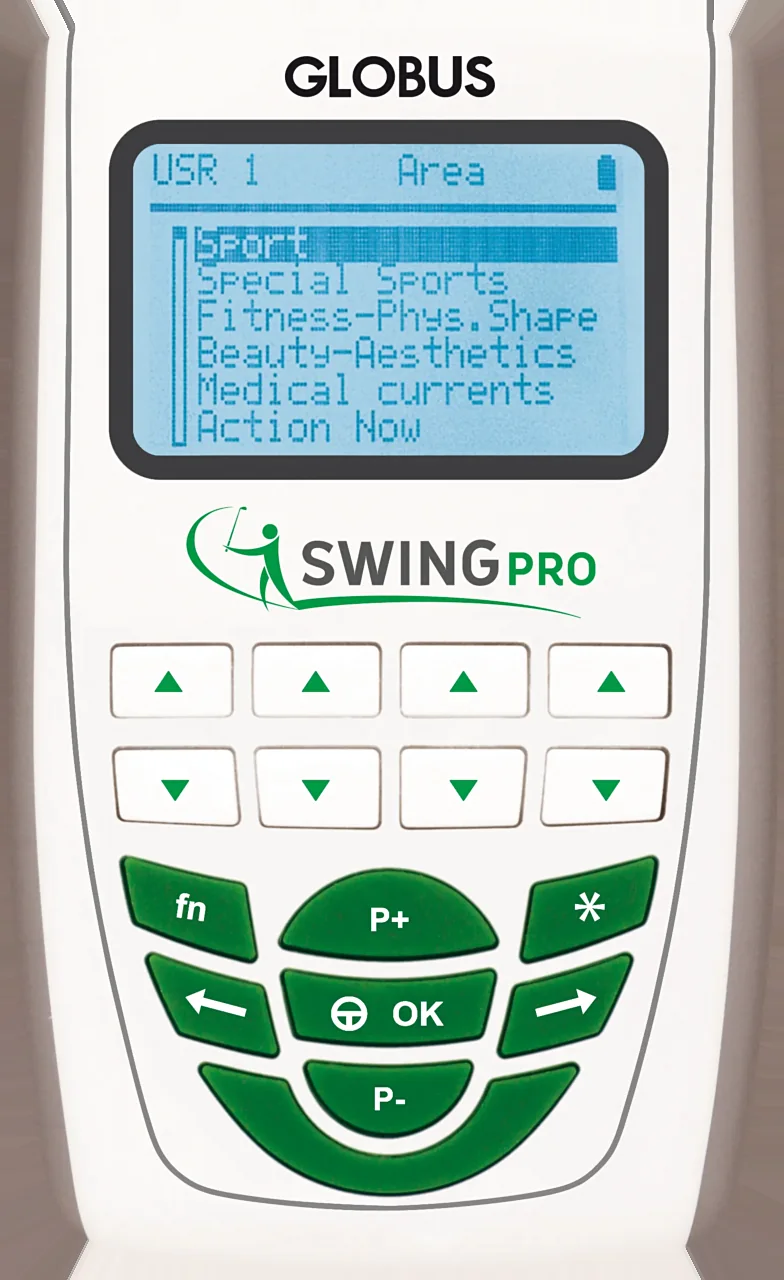 GLOBUS
USR 1 Area
Sport
Special Sports
Fitness-Phys.Shape
Beauty-Aesthetics
Medical currents
Action Now
SWING PRO
fn P+ *
OK
P-